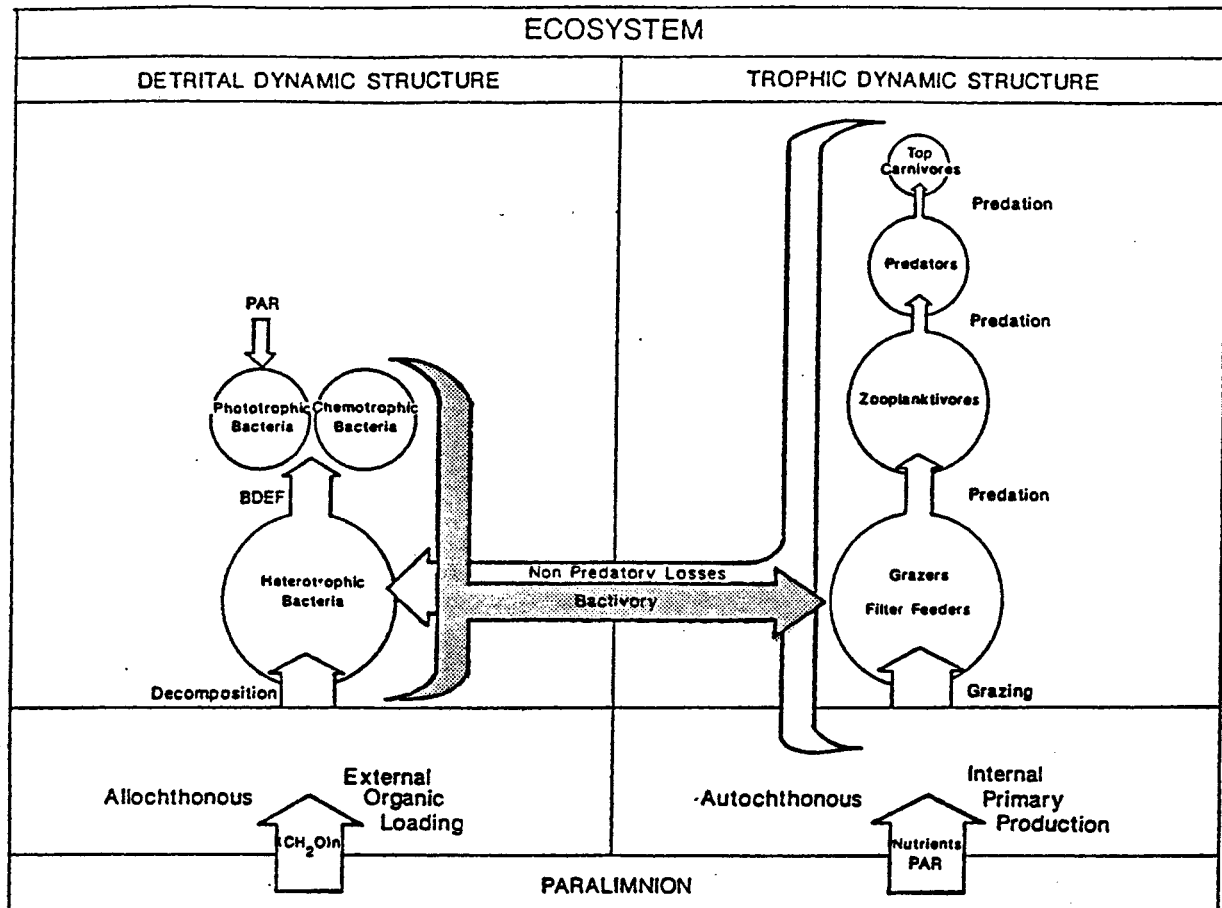 ECOSYSTEM
DETRITAL DYNAMIC STRUCTURE
TROPHIC DYNAMIC STRUCTURE
Top
Carnivores
Predation
Predators
Predation
Zooplanktivores
Predation
PAR
Phototrophic
Bacteria
Chemotrophic
Bacteria
BDEF
Heterotrophic
Bacteria
Non Predatory Losses
Bactivory
Grazers
Filter Feeders
Decomposition
Grazing
Allochthonous
External
Organic
Loading
(CH₂O)n
Autochthonous
Internal
Primary
Production
Nutrients
PAR
PARALIMNION